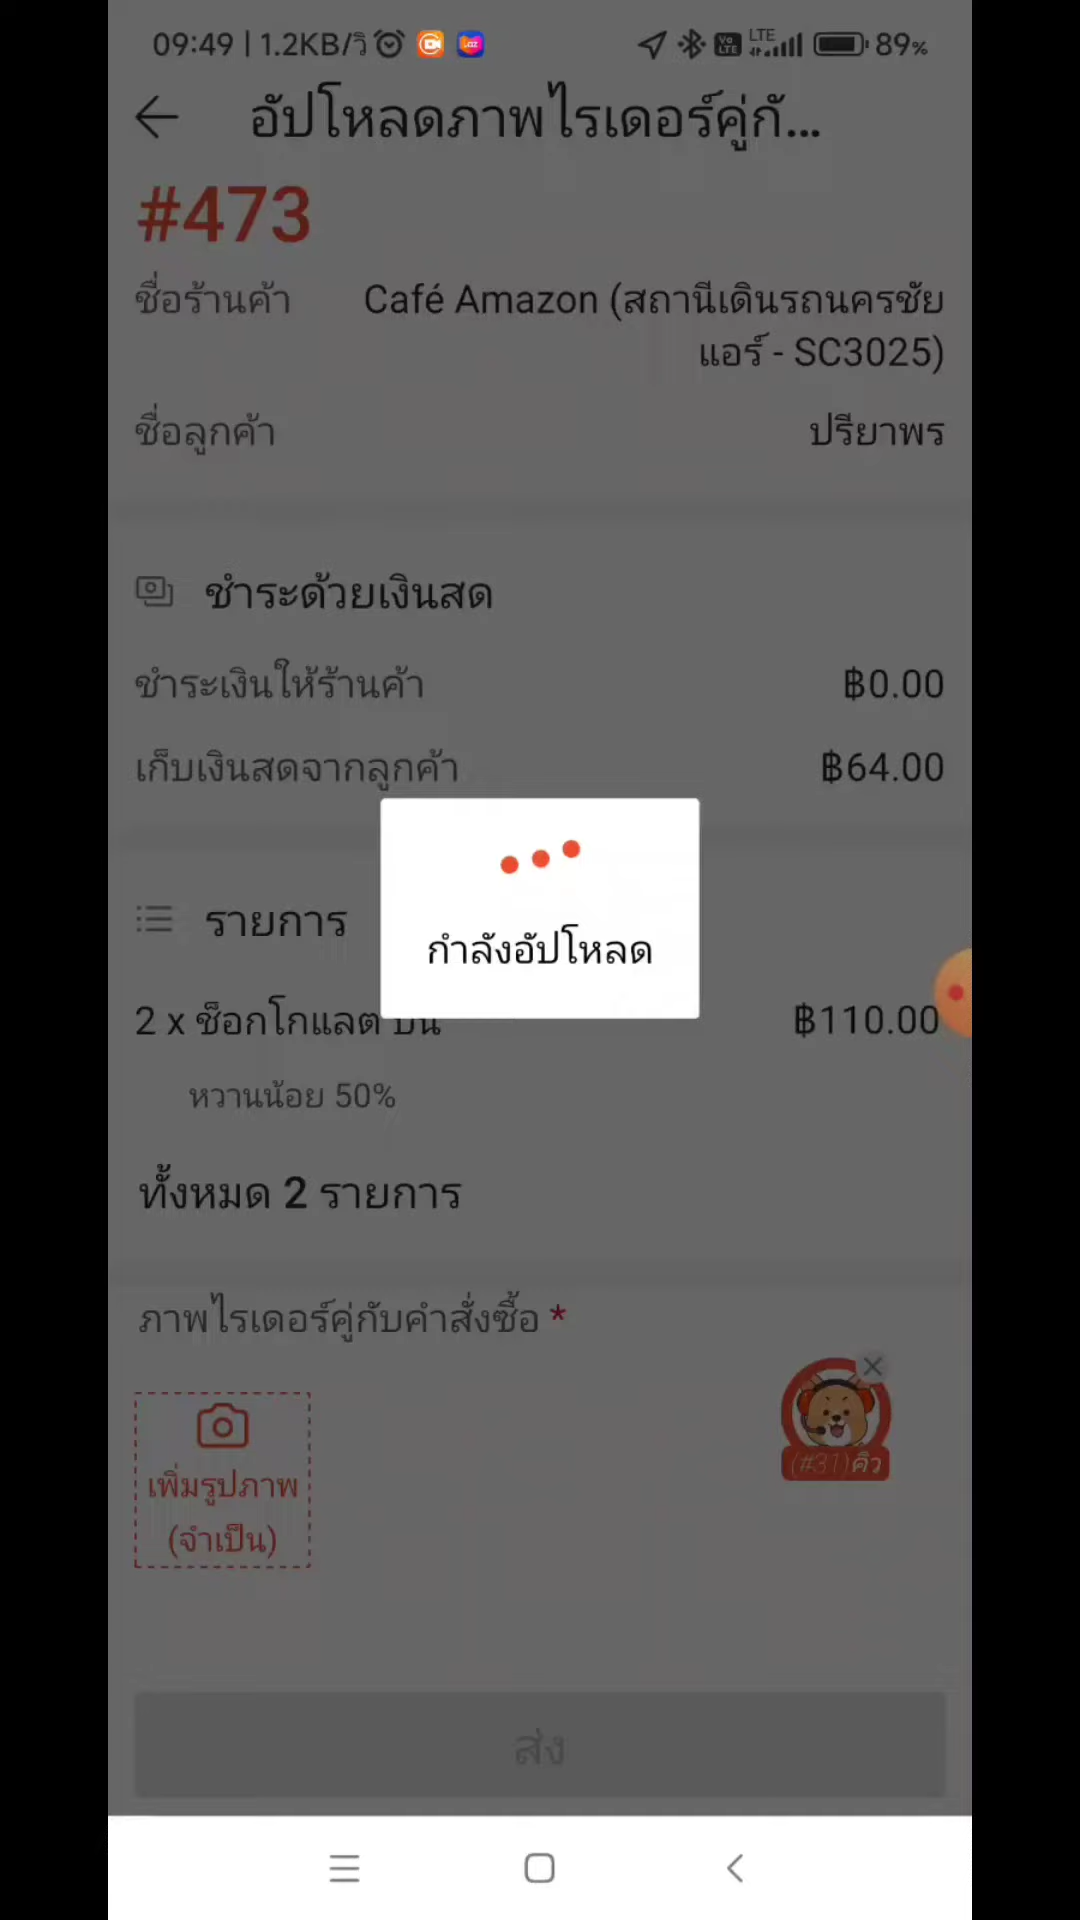 09:49 | 1.2KB/วิ
Vo LTE LTE 89%
อัปโหลดภาพไรเดอร์คู่กั...
#473
ชื่อร้านค้า Café Amazon (สถานีเดินรถนครชัย
แอร์ - SC3025)
ชื่อลูกค้า ปรียาพร
ชำระด้วยเงินสด
ชำระเงินให้ร้านค้า ฿0.00
เก็บเงินสดจากลูกค้า ฿64.00
กำลังอัปโหลด
รายการ
2 x ช็อกโกแลต ปั่น ฿110.00
หวานน้อย 50%
ทั้งหมด 2 รายการ
ภาพไรเดอร์คู่กับคำสั่งซื้อ *
เพิ่มรูปภาพ
(จำเป็น)
(#31)คิว
ส่ง